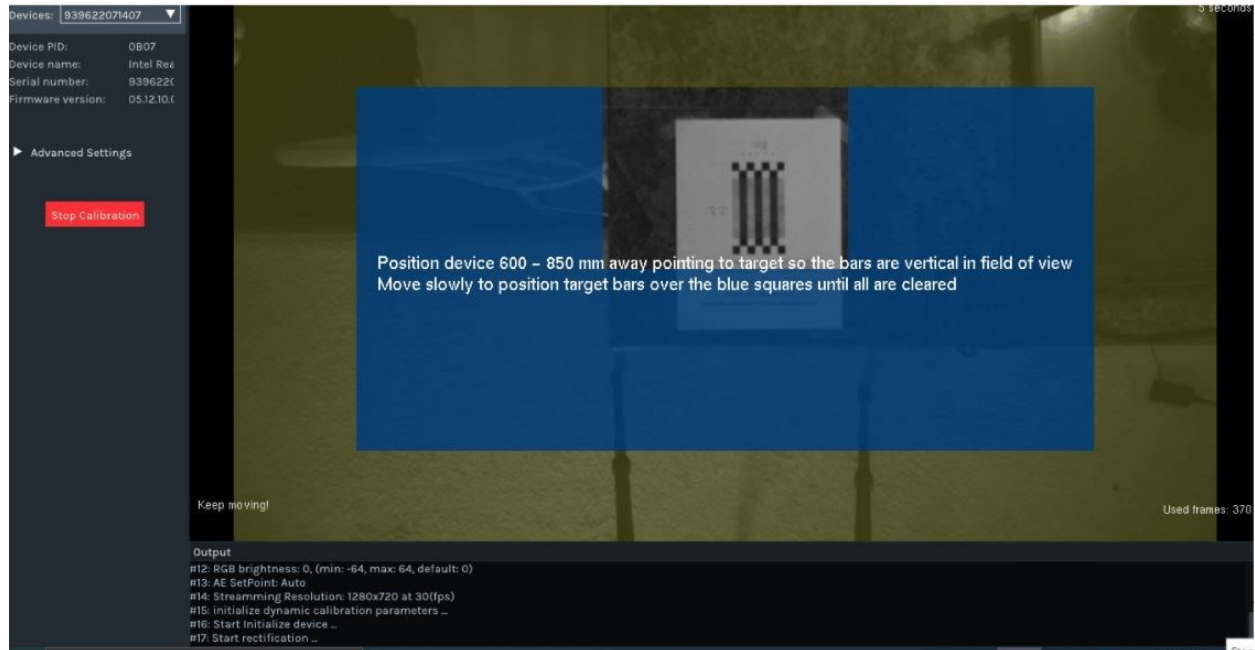 5 seconds
Devices: 939622071407
Device PID: 0B07
Device name: Intel Rea
Serial number: 939622(
Firmware version: 05.12.10.(
Advanced Settings
Stop Calibration
Position device 600 – 850 mm away pointing to target so the bars are vertical in field of view
Move slowly to position target bars over the blue squares until all are cleared
Keep moving!
Used frames: 370
Output
#12: RGB brightness: 0, (min: -64, max: 64, default: 0)
#13: AE SetPoint: Auto
#14: Streamming Resolution: 1280x720 at 30(fps)
#15: initialize dynamic calibration parameters ...
#16: Start Initialize device ...
#17: Start rectification ...